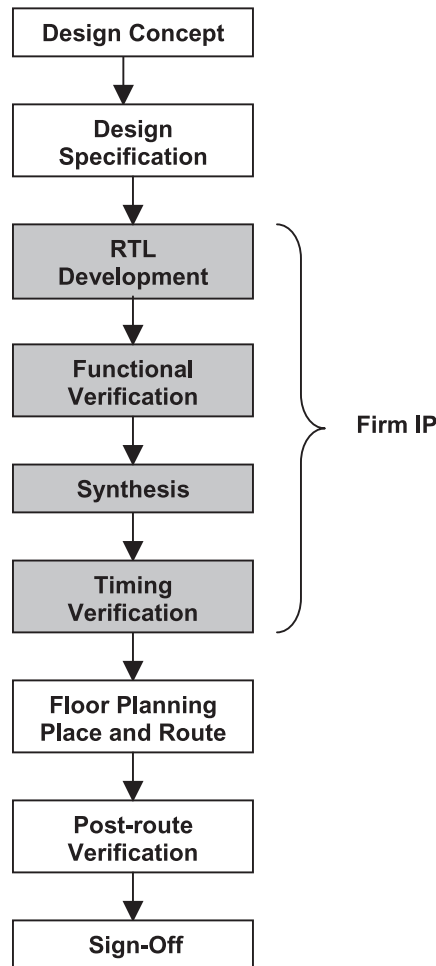 Design Concept
Design
Specification
RTL
Development
Functional
Verification
Firm IP
Synthesis
Timing
Verification
Floor Planning
Place and Route
Post-route
Verification
Sign-Off